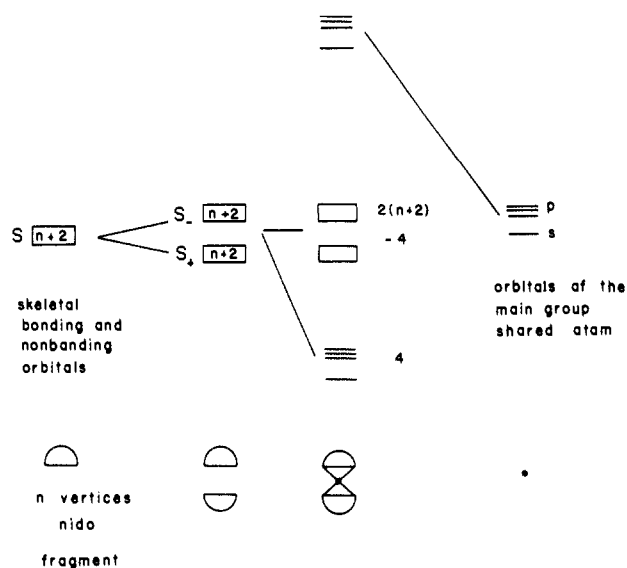 2(n+2)
-4
S n+2
S- n+2
S+ n+2
p
s
orbitals af the
main group
shared atam
skeletal
bonding and
nonbanding
orbitals
4
n vertices
nido
fragment